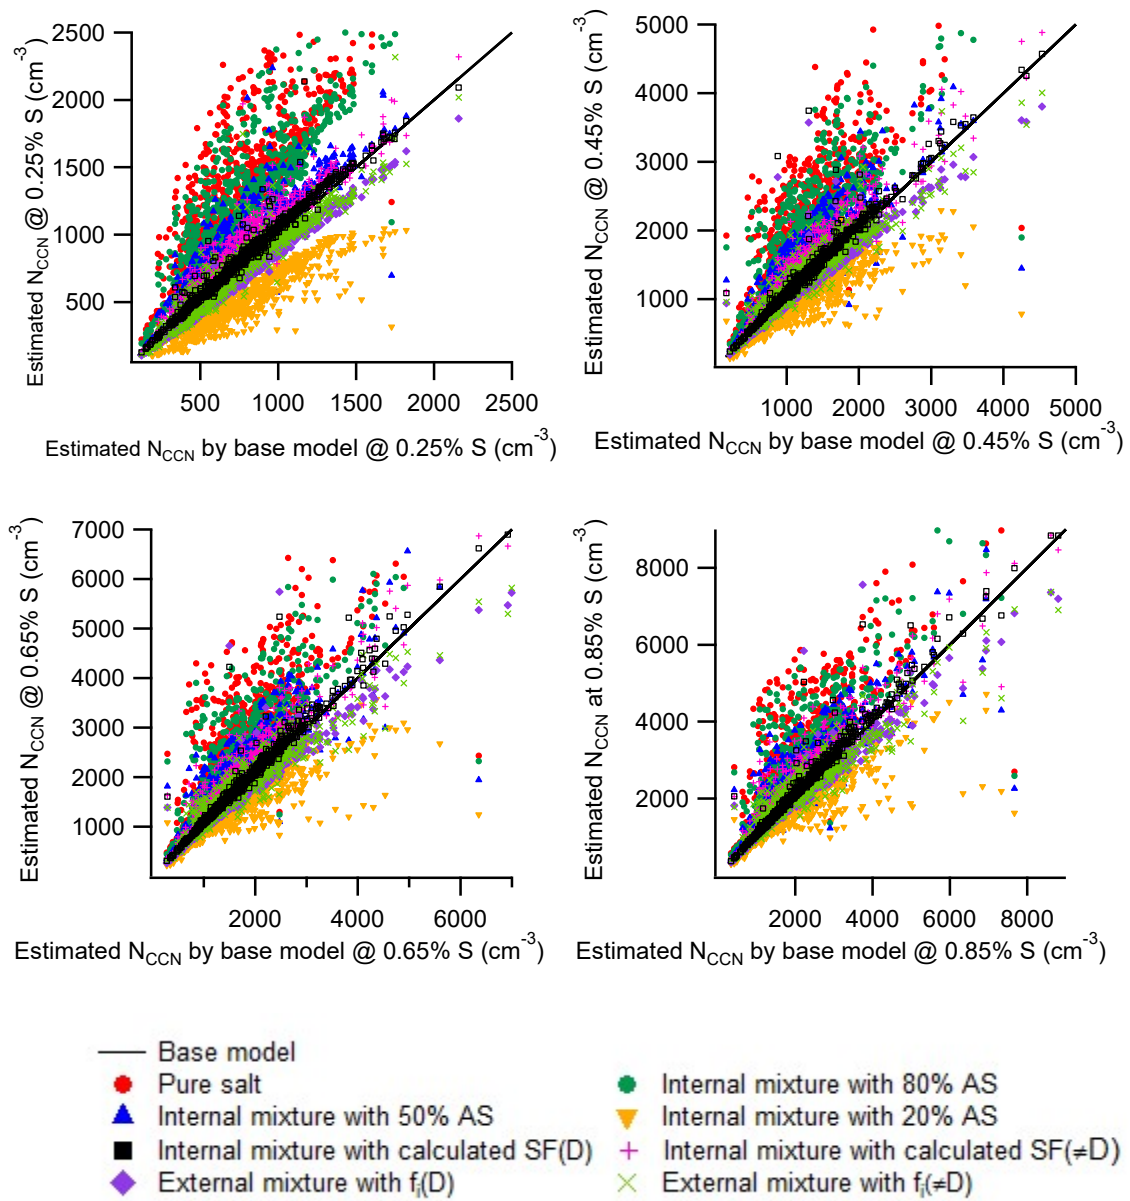 Estimated N_CCN @ 0.25% S (cm^-3)
2500
2000
1500
1000
500
500 1000 1500 2000 2500
Estimated N_CCN by base model @ 0.25% S (cm^-3)
Estimated N_CCN @ 0.45% S (cm^-3)
5000
4000
3000
2000
1000
1000 2000 3000 4000 5000
Estimated N_CCN by base model @ 0.45% S (cm^-3)
Estimated N_CCN @ 0.65% S (cm^-3)
7000
6000
5000
4000
3000
2000
1000
2000 4000 6000
Estimated N_CCN by base model @ 0.65% S (cm^-3)
Estimated N_CCN at 0.85% S (cm^-3)
8000
6000
4000
2000
2000 4000 6000 8000
Estimated N_CCN by base model @ 0.85% S (cm^-3)
Base model
Pure salt
Internal mixture with 80% AS
Internal mixture with 50% AS
Internal mixture with 20% AS
Internal mixture with calculated SF(D)
Internal mixture with calculated SF(≠D)
External mixture with f_i(D)
External mixture with f_i(≠D)